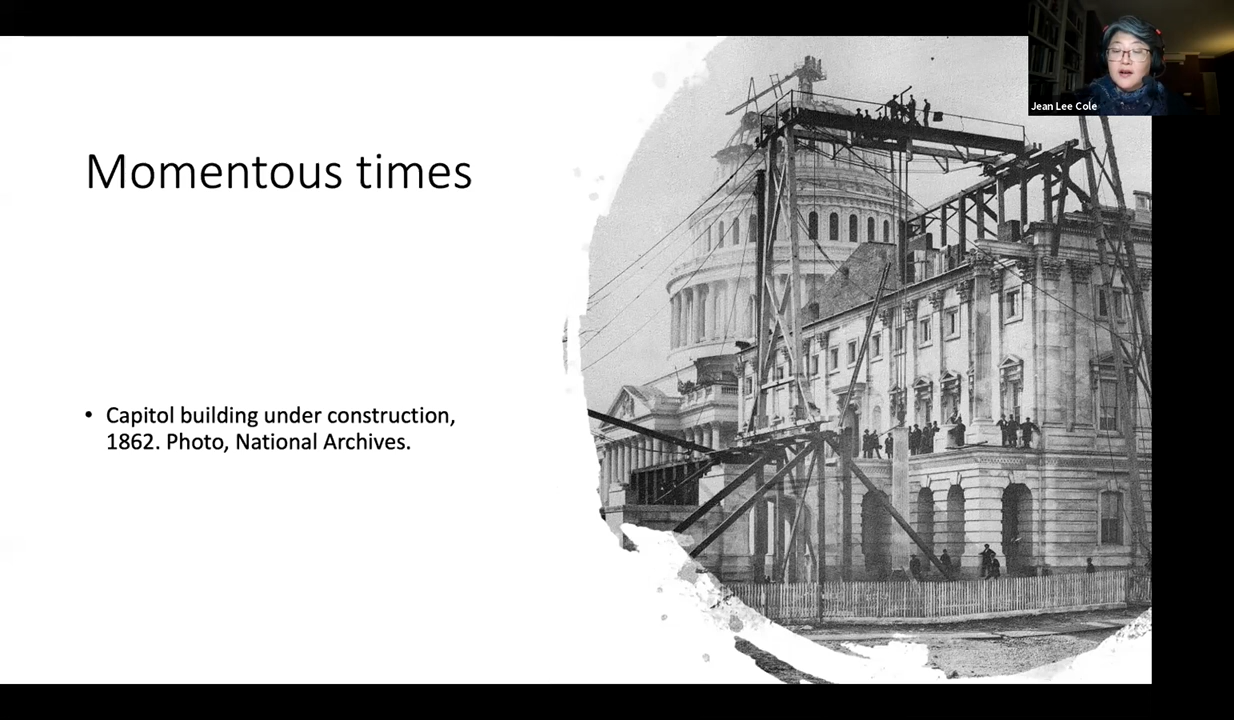 Jean Lee Cole
Momentous times
• Capitol building under construction,
1862. Photo, National Archives.